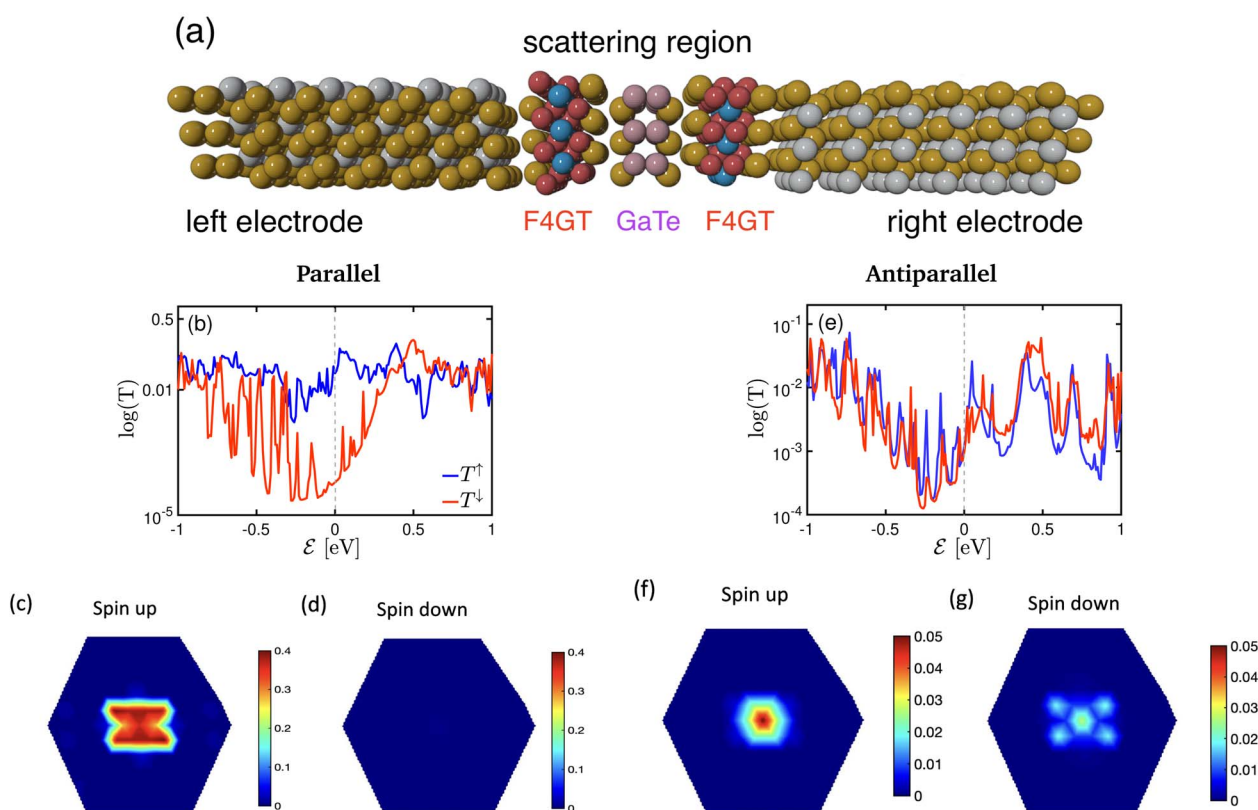 (a)
scattering region
left electrode
F4GT
GaTe
F4GT
right electrode
Parallel
Antiparallel
(b)
0.5
0.01
10-5
log(T)
T↑
T↓
-1
-0.5
0
0.5
1
ℰ [eV]
(e)
10-1
10-2
10-3
10-4
log(T)
-1
-0.5
0
0.5
1
ℰ [eV]
(c)
Spin up
0.4
0.3
0.2
0.1
0
(d)
Spin down
0.4
0.3
0.2
0.1
0
(f)
Spin up
0.05
0.04
0.03
0.02
0.01
0
(g)
Spin down
0.05
0.04
0.03
0.02
0.01
0